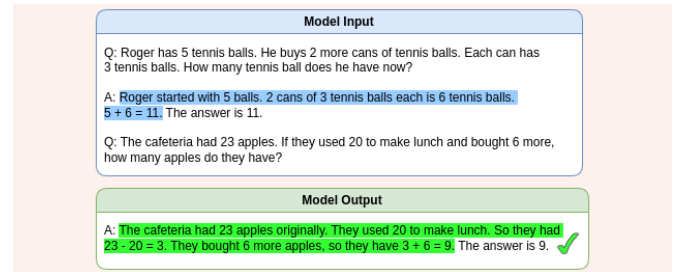 Model Input
Q: Roger has 5 tennis balls. He buys 2 more cans of tennis balls. Each can has
3 tennis balls. How many tennis ball does he have now?
A: Roger started with 5 balls. 2 cans of 3 tennis balls each is 6 tennis balls.
5 + 6 = 11. The answer is 11.
Q: The cafeteria had 23 apples. If they used 20 to make lunch and bought 6 more,
how many apples do they have?
Model Output
A: The cafeteria had 23 apples originally. They used 20 to make lunch. So they had
23 - 20 = 3. They bought 6 more apples, so they have 3 + 6 = 9. The answer is 9.